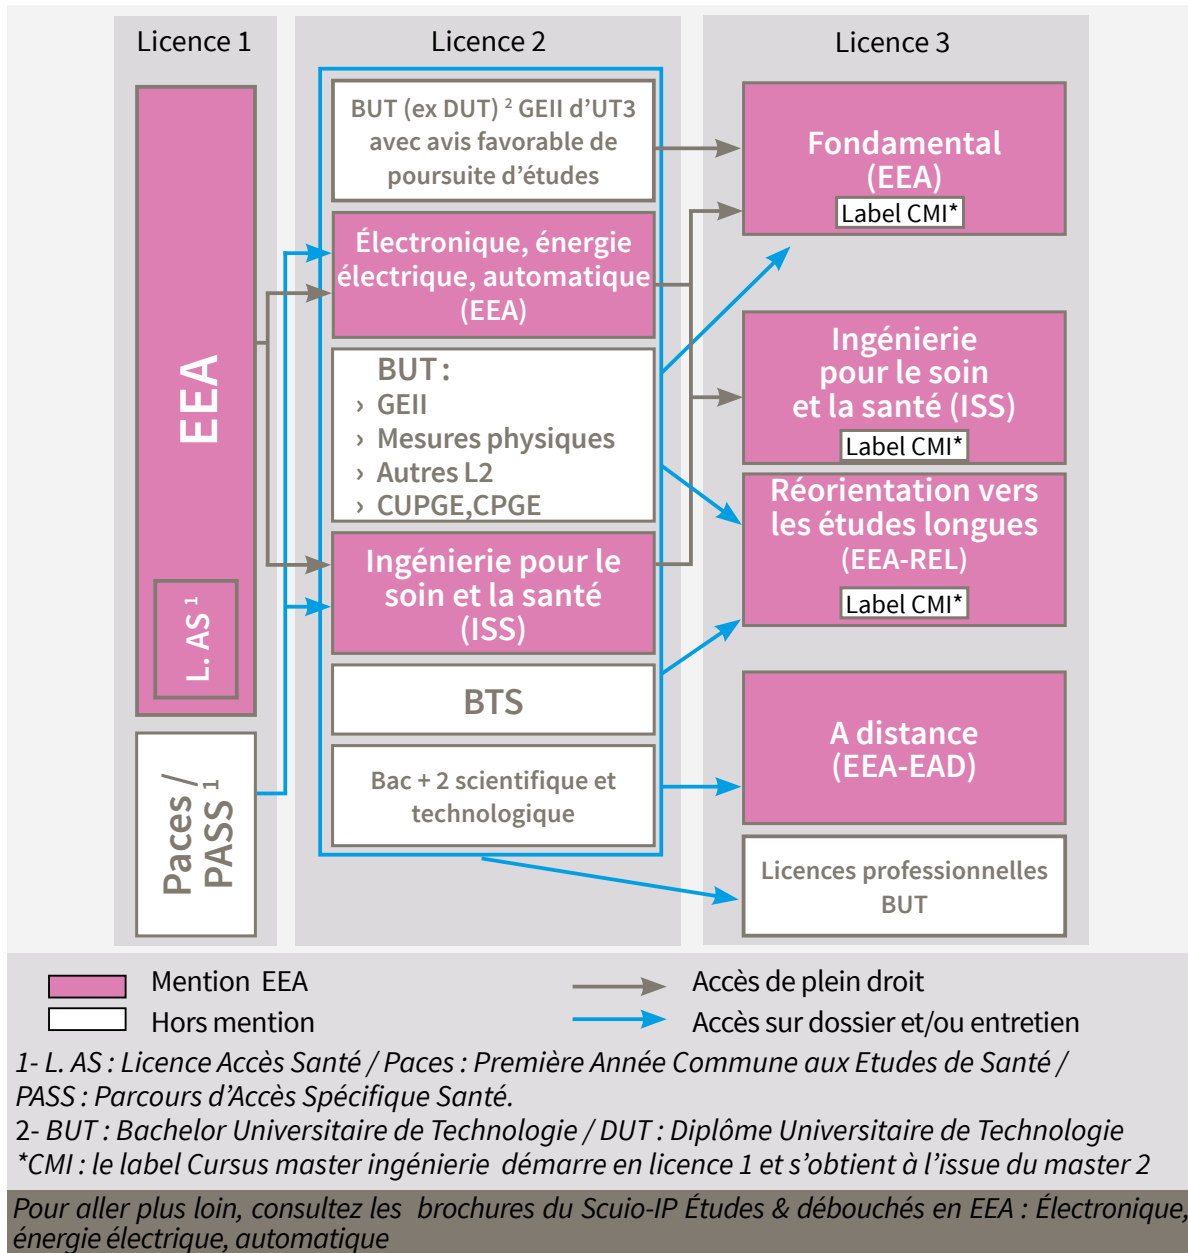 Licence 1
Licence 2
Licence 3
EEA
L. AS 1
Paces /
PASS 1
BUT (ex DUT) 2 GEII d’UT3
avec avis favorable de
poursuite d’études
Électronique, énergie
électrique, automatique
(EEA)
BUT :
› GEII
› Mesures physiques
› Autres L2
› CUPGE,CPGE
Ingénierie pour le
soin et la santé
(ISS)
BTS
Bac + 2 scientifique et
technologique
Fondamental
(EEA)
Label CMI*
Ingénierie
pour le soin
et la santé (ISS)
Label CMI*
Réorientation vers
les études longues
(EEA-REL)
Label CMI*
A distance
(EEA-EAD)
Licences professionnelles
BUT
Mention EEA
Hors mention
Accès de plein droit
Accès sur dossier et/ou entretien
1- L. AS : Licence Accès Santé / Paces : Première Année Commune aux Etudes de Santé /
PASS : Parcours d’Accès Spécifique Santé.
2- BUT : Bachelor Universitaire de Technologie / DUT : Diplôme Universitaire de Technologie
*CMI : le label Cursus master ingénierie démarre en licence 1 et s’obtient à l’issue du master 2
Pour aller plus loin, consultez les brochures du Scuio-IP Études & débouchés en EEA : Électronique,
énergie électrique, automatique